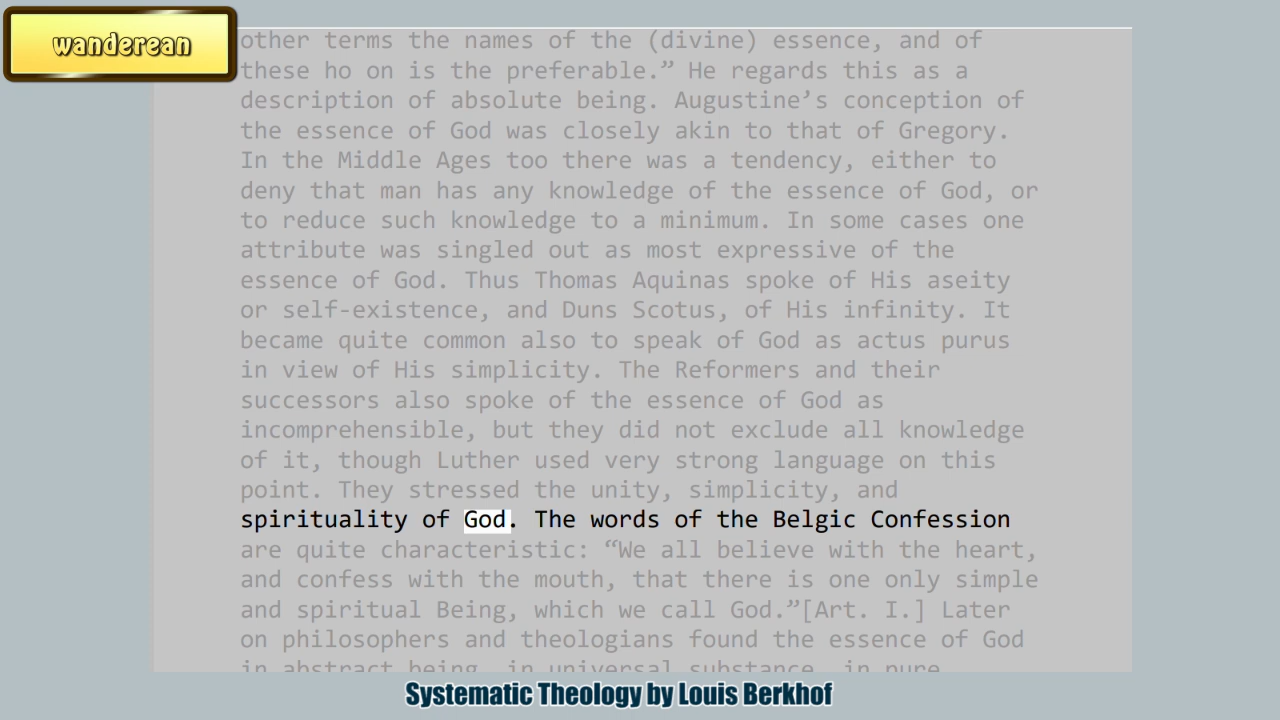 wanderean
other terms the names of the (divine) essence, and of
these ho on is the preferable.” He regards this as a
description of absolute being. Augustine’s conception of
the essence of God was closely akin to that of Gregory.
In the Middle Ages too there was a tendency, either to
deny that man has any knowledge of the essence of God, or
to reduce such knowledge to a minimum. In some cases one
attribute was singled out as most expressive of the
essence of God. Thus Thomas Aquinas spoke of His aseity
or self-existence, and Duns Scotus, of His infinity. It
became quite common also to speak of God as actus purus
in view of His simplicity. The Reformers and their
successors also spoke of the essence of God as
incomprehensible, but they did not exclude all knowledge
of it, though Luther used very strong language on this
point. They stressed the unity, simplicity, and
spirituality of God. The words of the Belgic Confession
are quite characteristic: “We all believe with the heart,
and confess with the mouth, that there is one only simple
and spiritual Being, which we call God.”[Art. I.] Later
on philosophers and theologians found the essence of God
in abstract being, in universal substance, in pure
Systematic Theology by Louis Berkhof